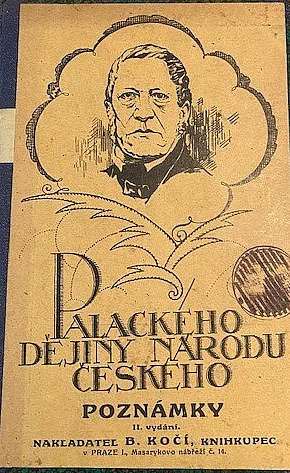 PALACKÉHO
DĚJINY NÁRODU
ČESKÉHO
POZNÁMKY
II. vydání.
NAKLADATEL B. KOČÍ, KNIHKUPEC
v PRAZE I., Masarykovo nábřeží č. 14.